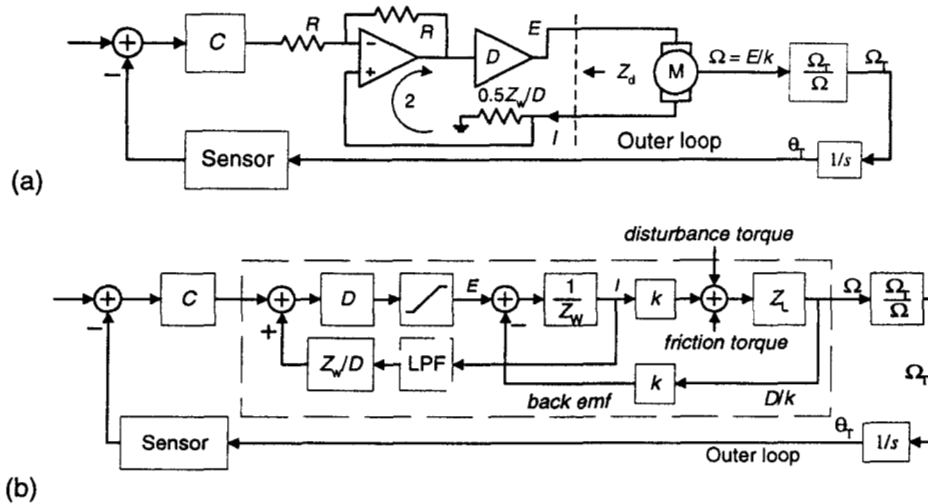 R
C
R
−
+
D
E
2
0.5Z_w/D
I
Z_d
M
Ω = E/k
Ω_T
Ω
Ω_T
Outer loop
Sensor
θ_T
1/s
(a)
disturbance torque
C
D
E
1
Z_W
I
k
Z_L
Ω
Ω_T
Ω
friction torque
Z_w/D
LPF
k
back emf
D/k
Ω_T
Sensor
θ_T
1/s
Outer loop
(b)